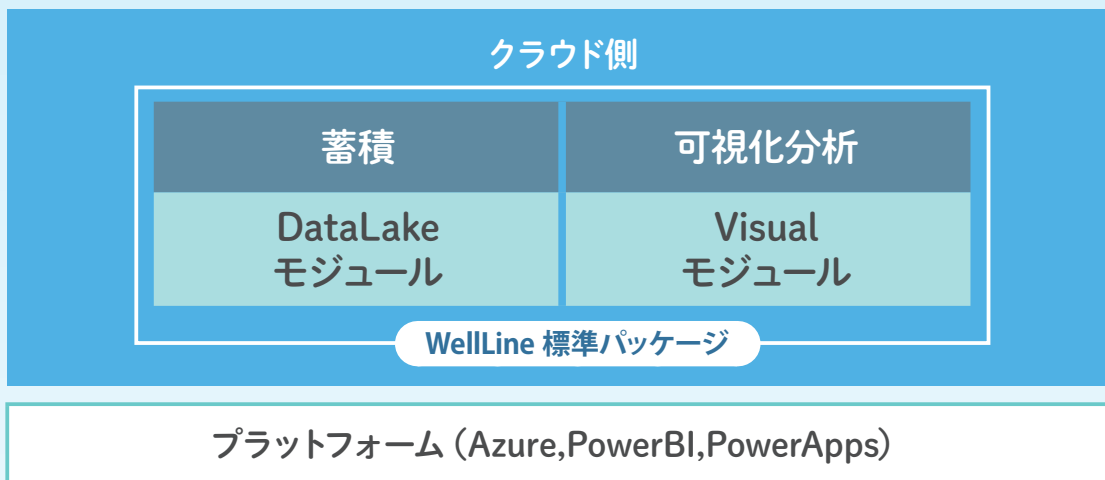 クラウド側
蓄積
可視化分析
DataLake
モジュール
Visual
モジュール
WellLine 標準パッケージ
プラットフォーム（Azure,PowerBI,PowerApps）